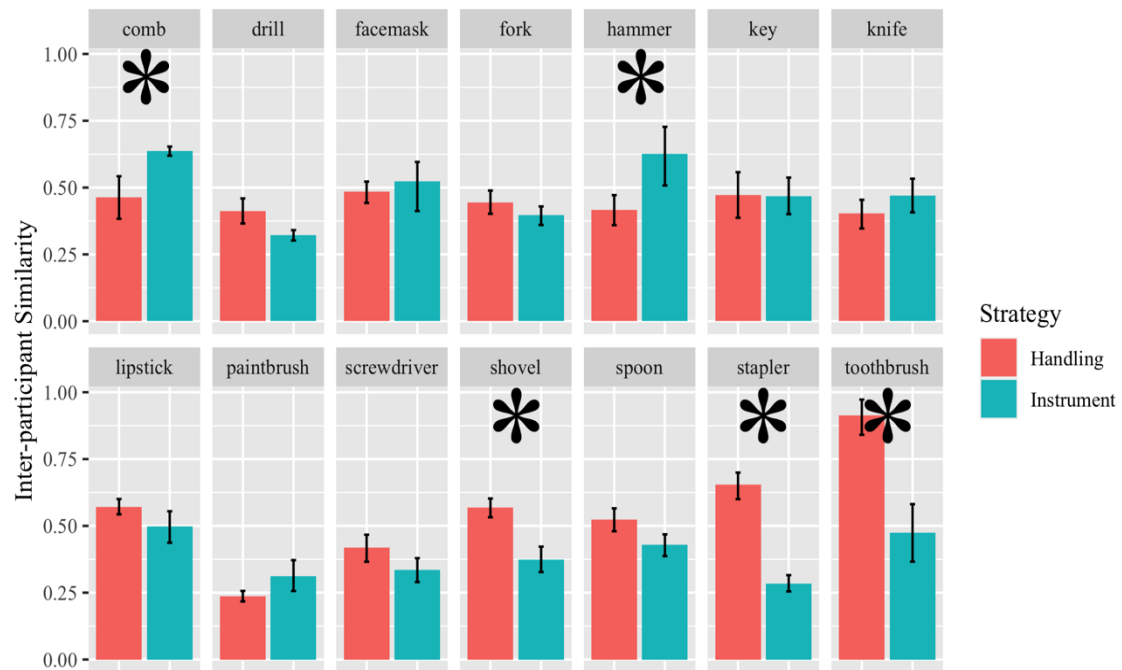 comb drill facemask fork hammer key knife
1.00
* *
0.75
0.50
0.25
0.00
lipstick paintbrush screwdriver shovel spoon stapler toothbrush
1.00
* * *
0.75
0.50
0.25
0.00
Inter-participant Similarity
Strategy
Handling
Instrument